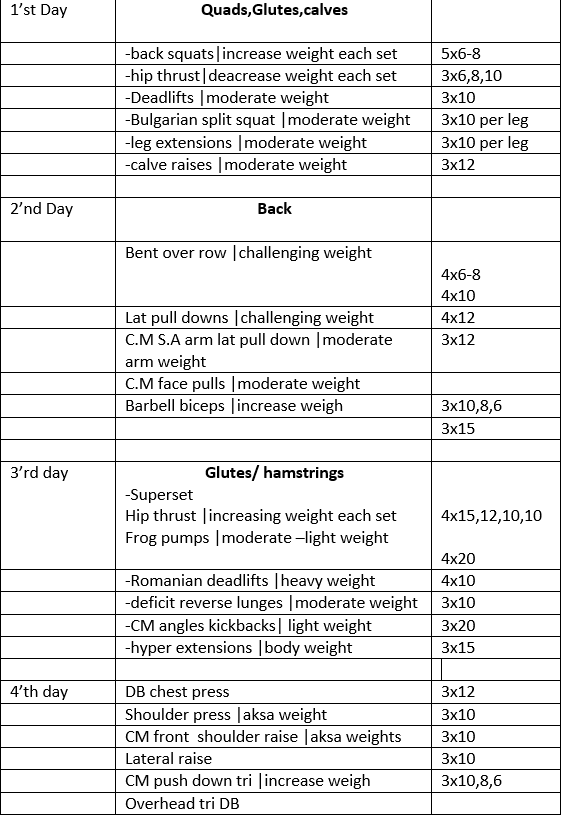 1'st Day Quads,Glutes,calves
-back squats|increase weight each set 5x6-8
-hip thrust|deacrease weight each set 3x6,8,10
-Deadlifts |moderate weight 3x10
-Bulgarian split squat |moderate weight 3x10 per leg
-leg extensions |moderate weight 3x10 per leg
-calve raises |moderate weight 3x12
2'nd Day Back
Bent over row |challenging weight
4x6-8
4x10
Lat pull downs |challenging weight 4x12
C.M S.A arm lat pull down |moderate 3x12
arm weight
C.M face pulls |moderate weight
Barbell biceps |increase weigh 3x10,8,6
3x15
3'rd day Glutes/ hamstrings
-Superset
Hip thrust |increasing weight each set 4x15,12,10,10
Frog pumps |moderate –light weight
4x20
-Romanian deadlifts |heavy weight 4x10
-deficit reverse lunges |moderate weight 3x10
-CM angles kickbacks| light weight 3x20
-hyper extensions |body weight 3x15
4'th day DB chest press 3x12
Shoulder press |aksa weight 3x10
CM front shoulder raise |aksa weights 3x10
Lateral raise 3x10
CM push down tri |increase weigh 3x10,8,6
Overhead tri DB